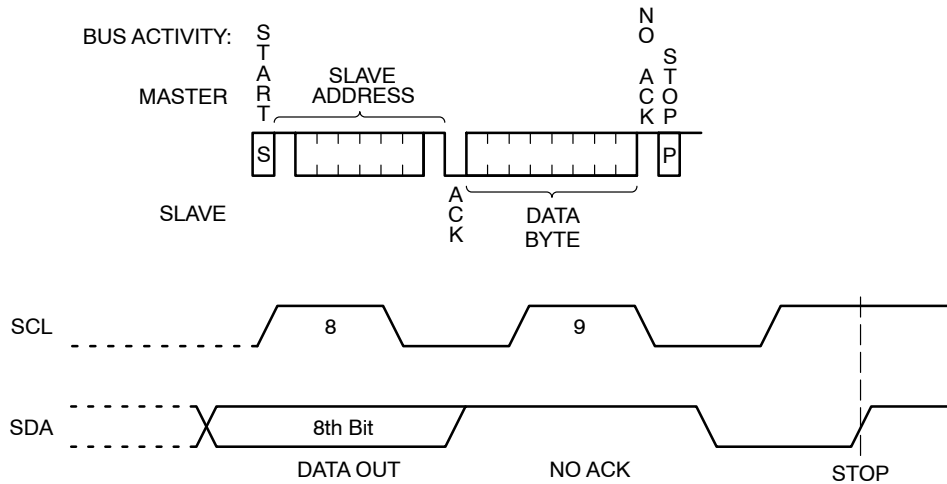 BUS ACTIVITY:
START
NO ACK
STOP
MASTER
SLAVE
ADDRESS
S
P
SLAVE
ACK
DATA
BYTE
SCL
8
9
SDA
8th Bit
DATA OUT
NO ACK
STOP